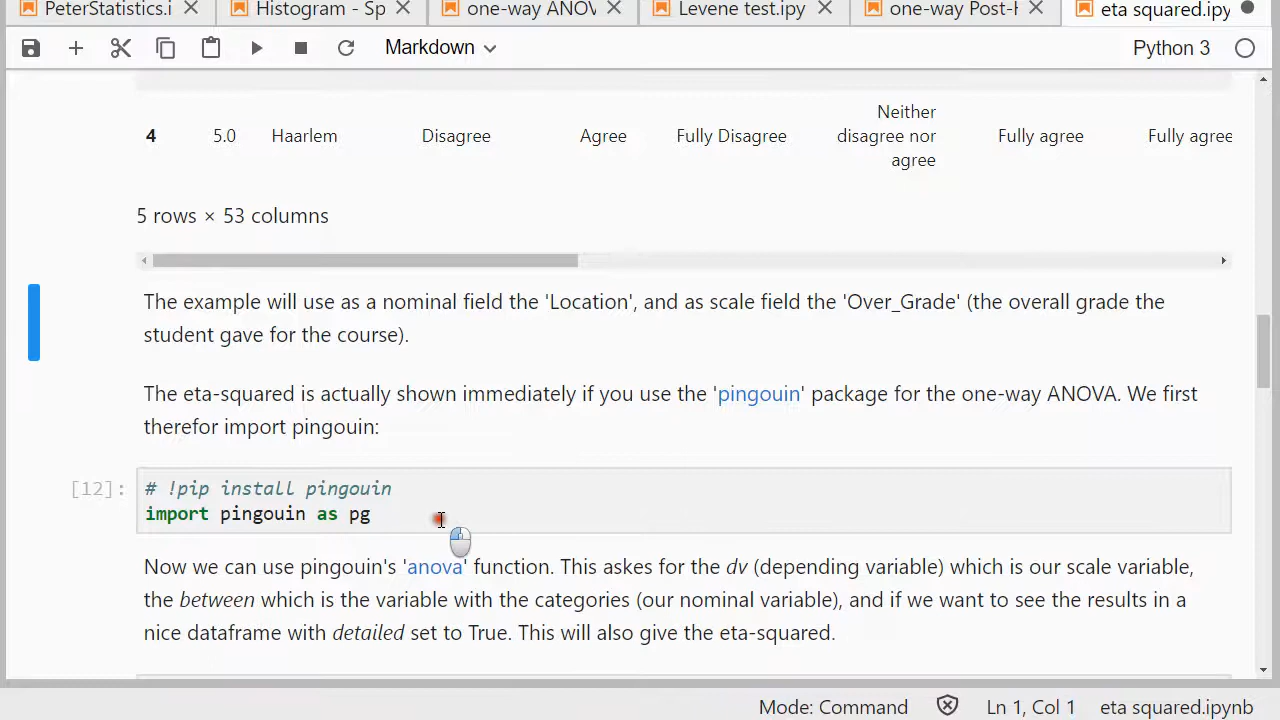 PeterStatistics.i
Histogram - Sp
one-way ANOV
Levene test.ipy
one-way Post-H
eta squared.ipy
Markdown
Python 3
Neither
4 5.0 Haarlem Disagree Agree Fully Disagree disagree nor Fully agree Fully agree
agree
5 rows × 53 columns
The example will use as a nominal field the 'Location', and as scale field the 'Over_Grade' (the overall grade the
student gave for the course).
The eta-squared is actually shown immediately if you use the 'pingouin' package for the one-way ANOVA. We first
therefor import pingouin:
[12]: # !pip install pingouin
import pingouin as pg
Now we can use pingouin's 'anova' function. This askes for the dv (depending variable) which is our scale variable,
the between which is the variable with the categories (our nominal variable), and if we want to see the results in a
nice dataframe with detailed set to True. This will also give the eta-squared.
Mode: Command
Ln 1, Col 1
eta squared.ipynb